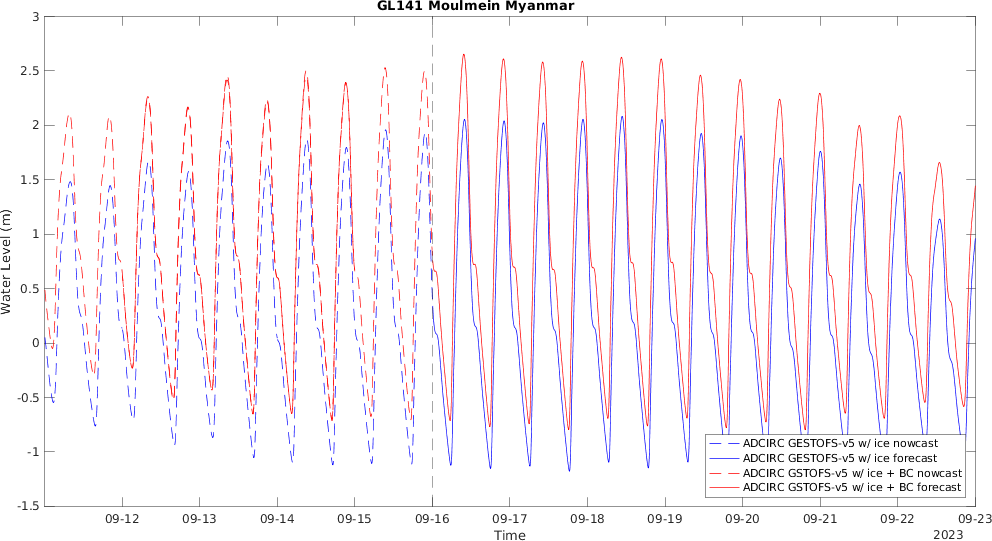 GL141 Moulmein Myanmar
3
2.5
2
1.5
1
0.5
0
-0.5
-1
-1.5
Water Level (m)
ADCIRC GESTOFS-v5 w/ ice nowcast
ADCIRC GESTOFS-v5 w/ ice forecast
ADCIRC GSTOFS-v5 w/ ice + BC nowcast
ADCIRC GSTOFS-v5 w/ ice + BC forecast
09-12 09-13 09-14 09-15 09-16 09-17 09-18 09-19 09-20 09-21 09-22 09-23
Time
2023